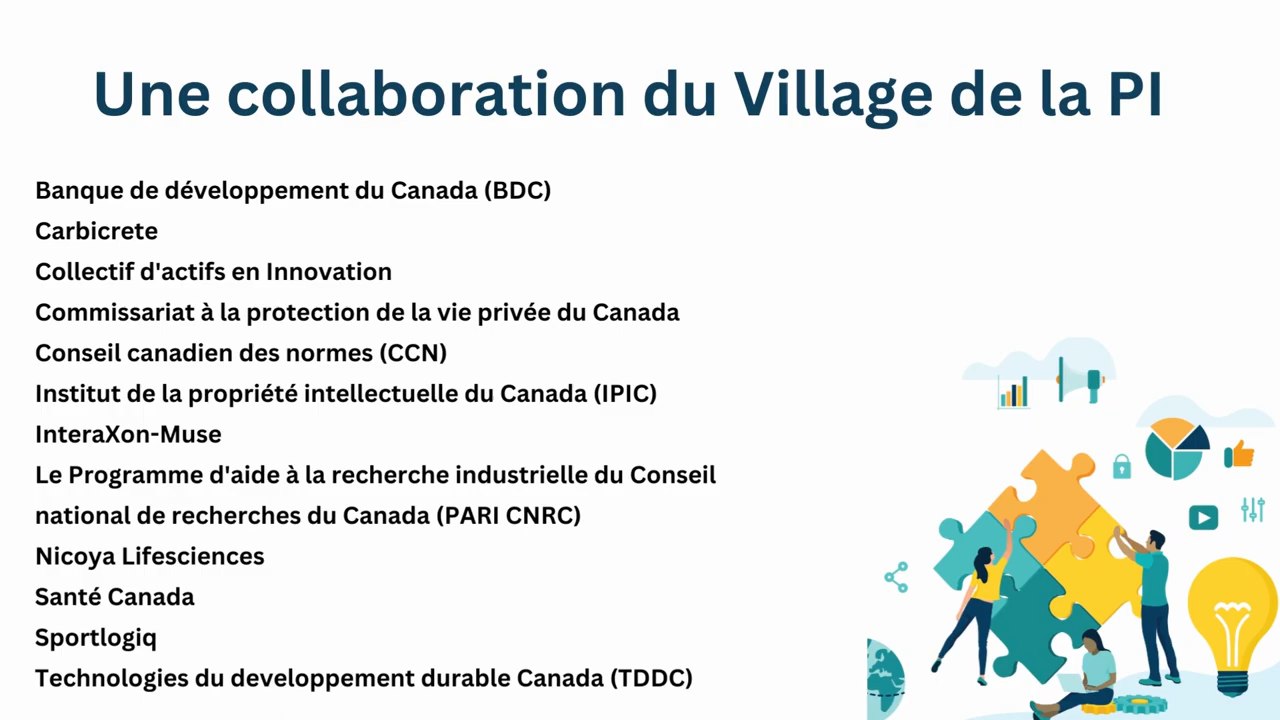 Une collaboration du Village de la PI
Banque de développement du Canada (BDC)
Carbicrete
Collectif d'actifs en Innovation
Commissariat à la protection de la vie privée du Canada
Conseil canadien des normes (CCN)
Institut de la propriété intellectuelle du Canada (IPIC)
InteraXon-Muse
Le Programme d'aide à la recherche industrielle du Conseil
national de recherches du Canada (PARI CNRC)
Nicoya Lifesciences
Santé Canada
Sportlogiq
Technologies du developpement durable Canada (TDDC)